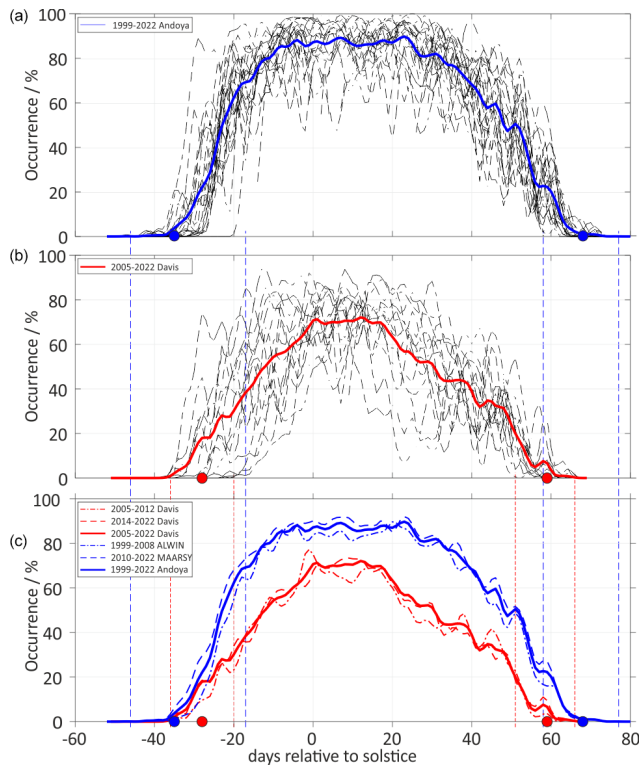 (a)
1999-2022 Andoya
Occurrence / %
100
80
60
40
20
0
(b)
2005-2022 Davis
Occurrence / %
100
80
60
40
20
0
(c)
2005-2012 Davis
2014-2022 Davis
2005-2022 Davis
1999-2008 ALWIN
2010-2022 MAARSY
1999-2022 Andoya
Occurrence / %
100
80
60
40
20
0
-60 -40 -20 0 20 40 60 80
days relative to solstice